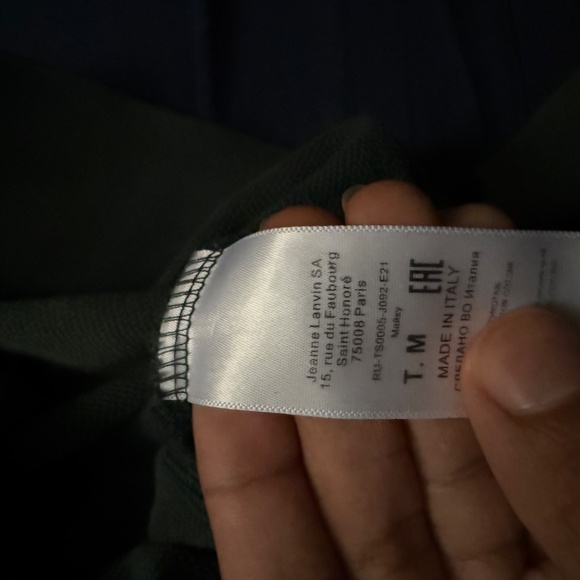 Jeanne Lanvin SA
15, rue du Faubourg
Saint Honoré
75008 Paris
RU-TS0005-J092-E21
T. M EAC
MADE IN ITALY
СДЕЛАНО ВО Италия